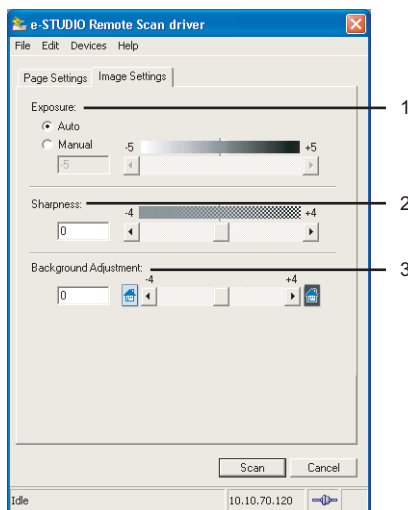 e-STUDIO Remote Scan driver
File Edit Devices Help
Page Settings Image Settings
Exposure: 1
Auto
Manual -5 +5
-5
Sharpness: 2
-4 +4
0
Background Adjustment: 3
-4 +4
0
Scan Cancel
Idle 10.10.70.120